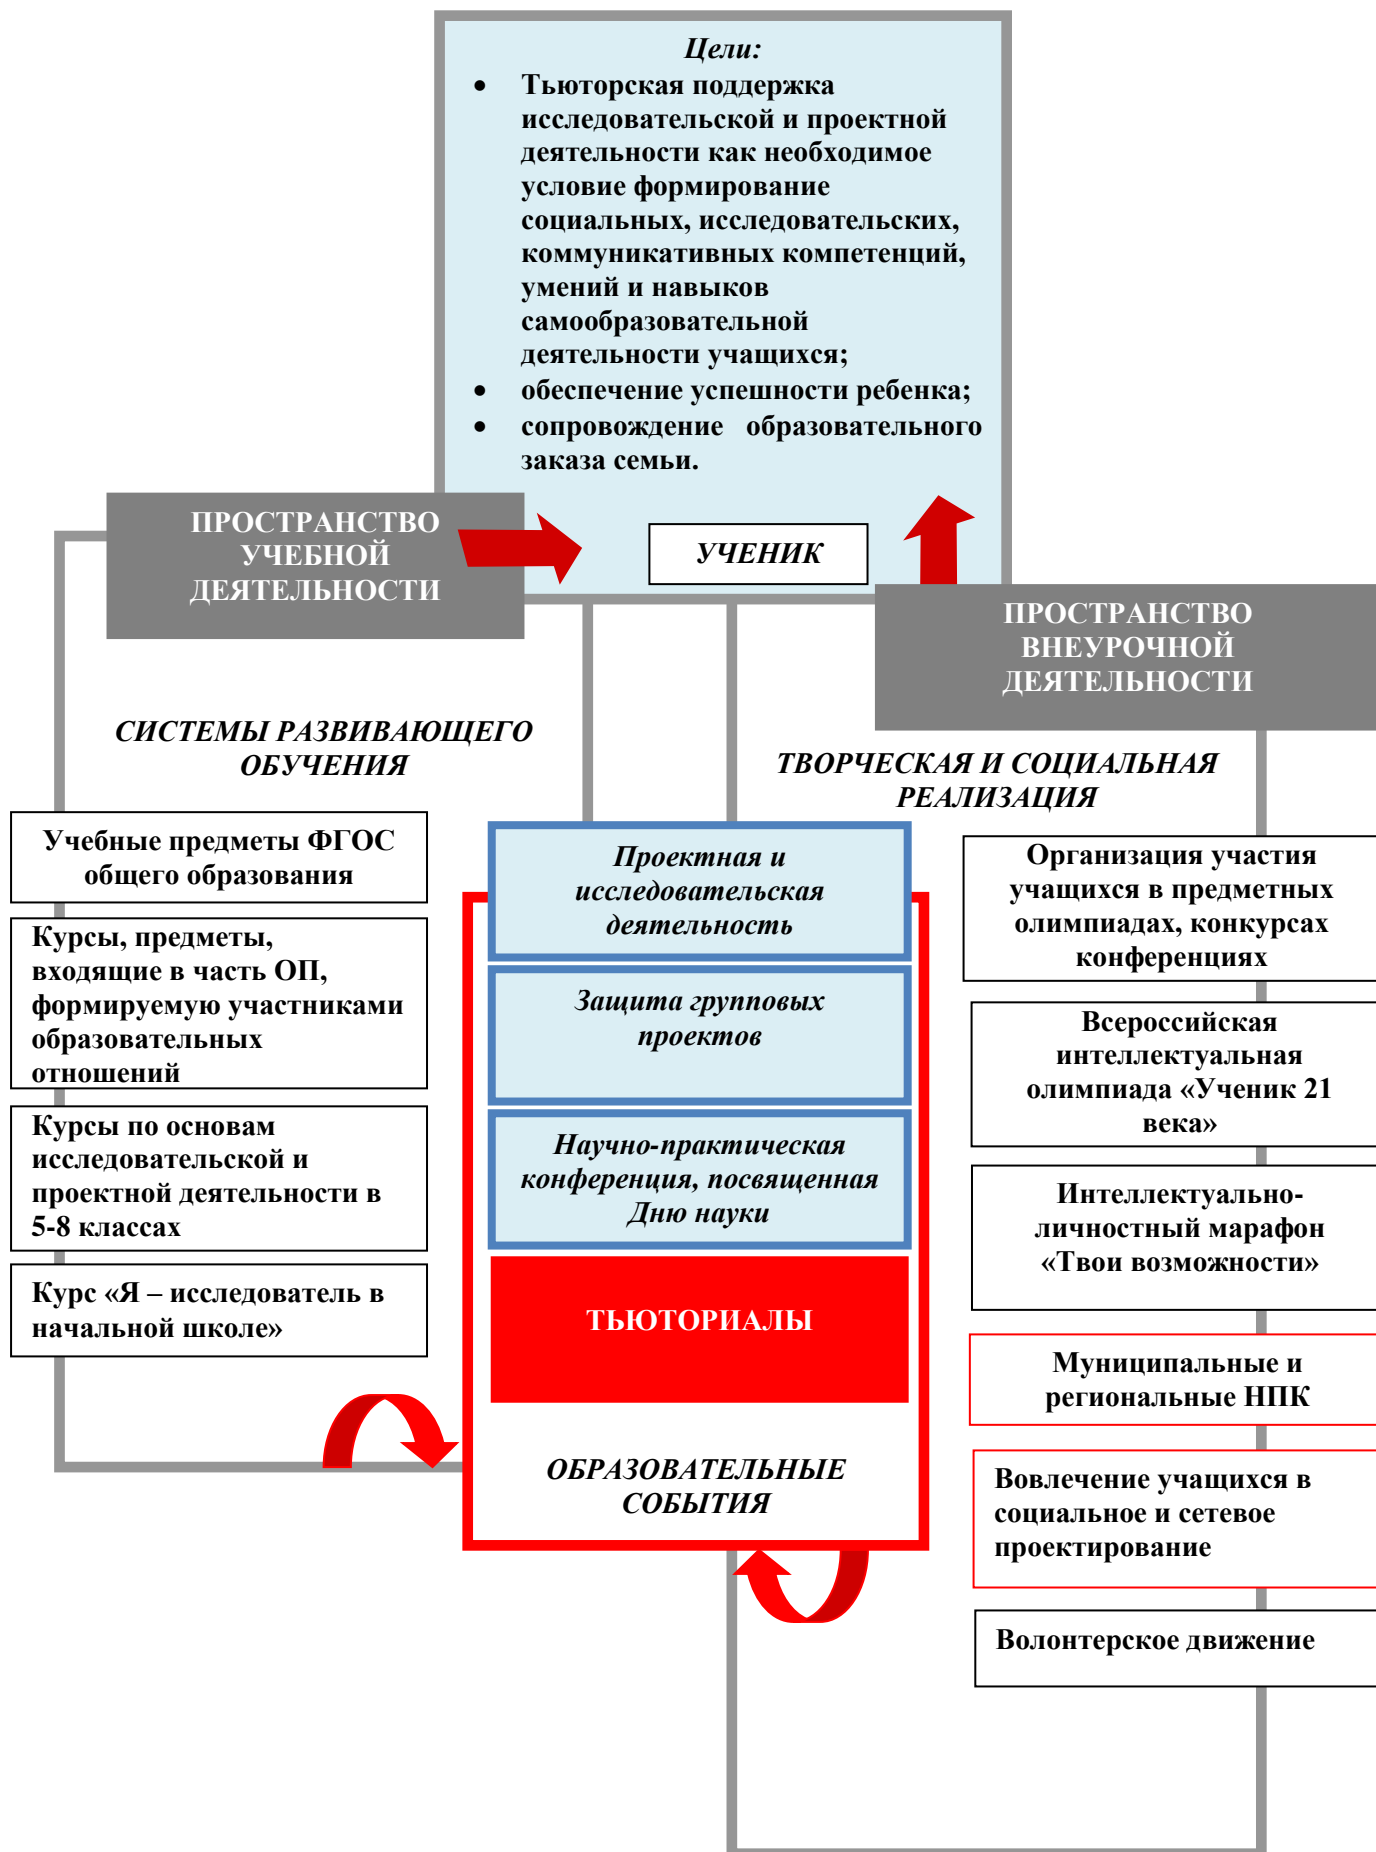 Цели:
• Тьюторская поддержка
исследовательской и проектной
деятельности как необходимое
условие формирование
социальных, исследовательских,
коммуникативных компетенций,
умений и навыков
самообразовательной
деятельности учащихся;
• обеспечение успешности ребенка;
• сопровождение образовательного
заказа семьи.
УЧЕНИК
ПРОСТРАНСТВО
УЧЕБНОЙ
ДЕЯТЕЛЬНОСТИ
СИСТЕМЫ РАЗВИВАЮЩЕГО
ОБУЧЕНИЯ
Учебные предметы ФГОС
общего образования
Курсы, предметы,
входящие в часть ОП,
формируемую участниками
образовательных
отношений
Курсы по основам
исследовательской и
проектной деятельности в
5-8 классах
Курс «Я – исследователь в
начальной школе»
Проектная и
исследовательская
деятельность
Защита групповых
проектов
Научно-практическая
конференция, посвященная
Дню науки
ТЬЮТОРИАЛЫ
ОБРАЗОВАТЕЛЬНЫЕ
СОБЫТИЯ
ПРОСТРАНСТВО
ВНЕУРОЧНОЙ
ДЕЯТЕЛЬНОСТИ
ТВОРЧЕСКАЯ И СОЦИАЛЬНАЯ
РЕАЛИЗАЦИЯ
Организация участия
учащихся в предметных
олимпиадах, конкурсах
конференциях
Всероссийская
интеллектуальная
олимпиада «Ученик 21
века»
Интеллектуально-
личностный марафон
«Твои возможности»
Муниципальные и
региональные НПК
Вовлечение учащихся в
социальное и сетевое
проектирование
Волонтерское движение